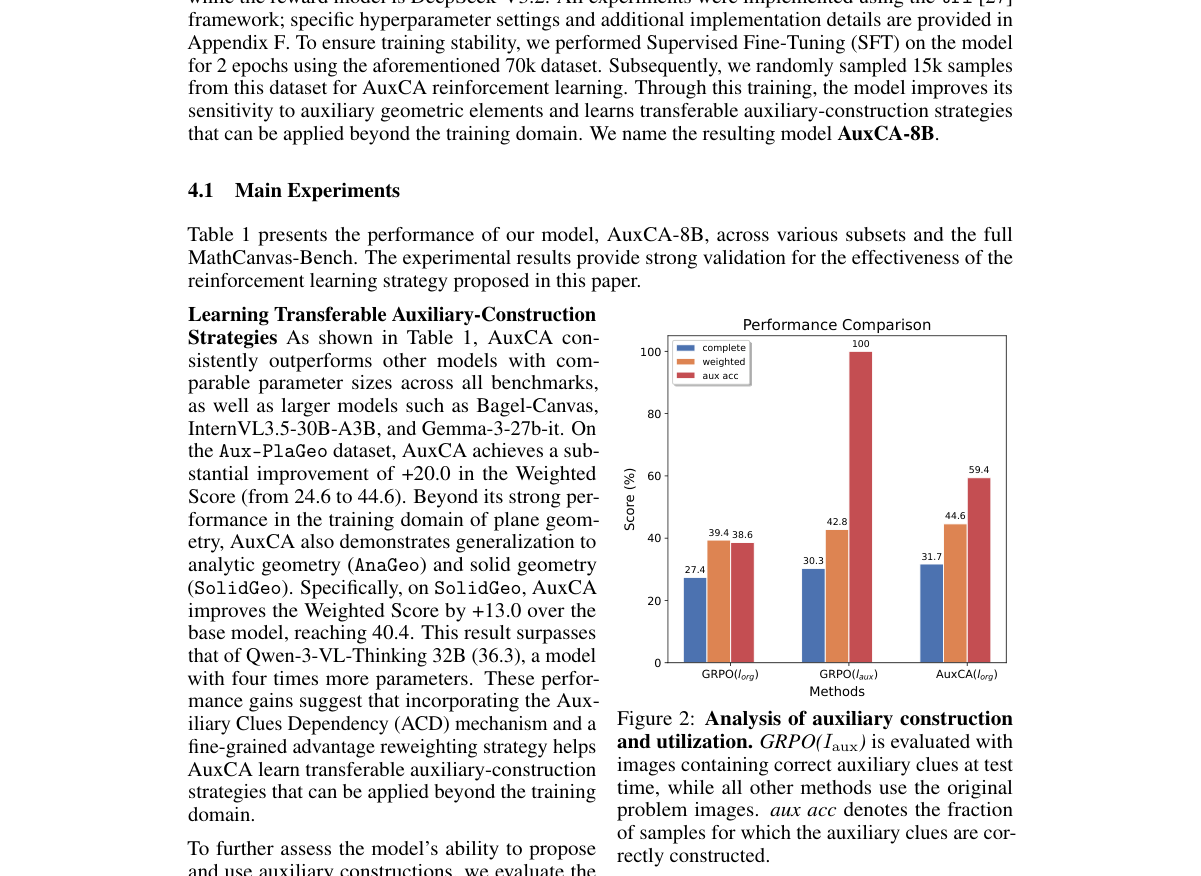 framework; specific hyperparameter settings and additional implementation details are provided in
Appendix F. To ensure training stability, we performed Supervised Fine-Tuning (SFT) on the model
for 2 epochs using the aforementioned 70k dataset. Subsequently, we randomly sampled 15k samples
from this dataset for AuxCA reinforcement learning. Through this training, the model improves its
sensitivity to auxiliary geometric elements and learns transferable auxiliary-construction strategies
that can be applied beyond the training domain. We name the resulting model AuxCA-8B.
4.1 Main Experiments
Table 1 presents the performance of our model, AuxCA-8B, across various subsets and the full
MathCanvas-Bench. The experimental results provide strong validation for the effectiveness of the
reinforcement learning strategy proposed in this paper.
Learning Transferable Auxiliary-Construction
Strategies As shown in Table 1, AuxCA con-
sistently outperforms other models with com-
parable parameter sizes across all benchmarks,
as well as larger models such as Bagel-Canvas,
InternVL3.5-30B-A3B, and Gemma-3-27b-it. On
the Aux-PlaGeo dataset, AuxCA achieves a sub-
stantial improvement of +20.0 in the Weighted
Score (from 24.6 to 44.6). Beyond its strong per-
formance in the training domain of plane geom-
etry, AuxCA also demonstrates generalization to
analytic geometry (AnaGeo) and solid geometry
(SolidGeo). Specifically, on SolidGeo, AuxCA
improves the Weighted Score by +13.0 over the
base model, reaching 40.4. This result surpasses
that of Qwen-3-VL-Thinking 32B (36.3), a model
with four times more parameters. These perfor-
mance gains suggest that incorporating the Aux-
iliary Clues Dependency (ACD) mechanism and a
fine-grained advantage reweighting strategy helps
AuxCA learn transferable auxiliary-construction
strategies that can be applied beyond the training
domain.
To further assess the model's ability to propose
and use auxiliary constructions, we evaluate the
Performance Comparison
complete
weighted
aux acc
Score (%)
100
80
60
40
20
0
27.4
39.4
38.6
30.3
42.8
100
31.7
44.6
59.4
GRPO(I_org)
GRPO(I_aux)
AuxCA(I_org)
Methods
Figure 2: Analysis of auxiliary construction
and utilization. GRPO(I_aux) is evaluated with
images containing correct auxiliary clues at test
time, while all other methods use the original
problem images. aux acc denotes the fraction
of samples for which the auxiliary clues are cor-
rectly constructed.